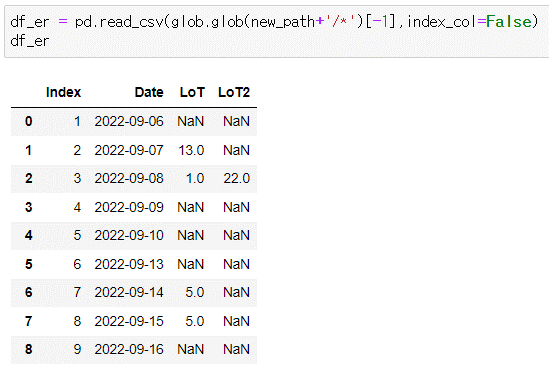 df_er = pd.read_csv(glob.glob(new_path+'/*')[-1],index_col=False)
df_er
Index Date LoT LoT2
0 1 2022-09-06 NaN NaN
1 2 2022-09-07 13.0 NaN
2 3 2022-09-08 1.0 22.0
3 4 2022-09-09 NaN NaN
4 5 2022-09-10 NaN NaN
5 6 2022-09-13 NaN NaN
6 7 2022-09-14 5.0 NaN
7 8 2022-09-15 5.0 NaN
8 9 2022-09-16 NaN NaN